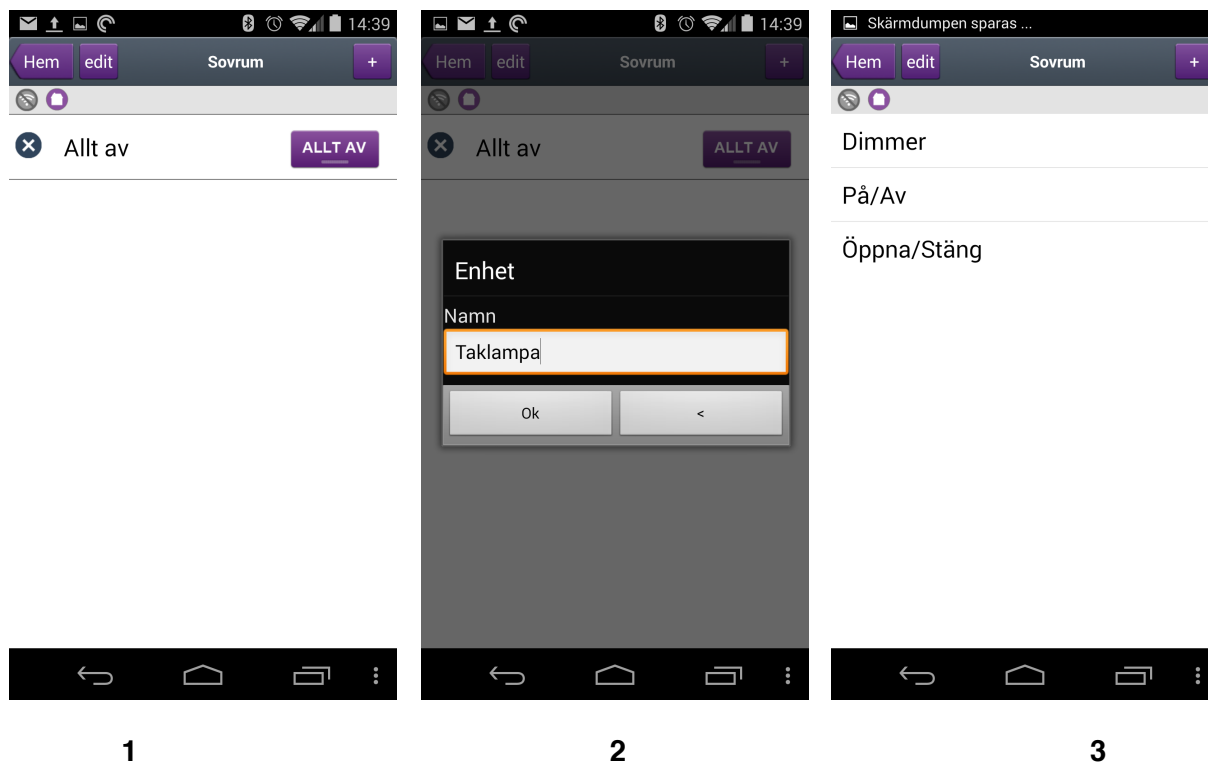 14:39
Hem edit Sovrum +
Allt av ALLT AV
14:39
Hem edit Sovrum +
Allt av ALLT AV
Enhet
Namn
Taklampa
Ok <
Skärmdumpen sparas ...
Hem edit Sovrum +
Dimmer
På/Av
Öppna/Stäng
1 2 3